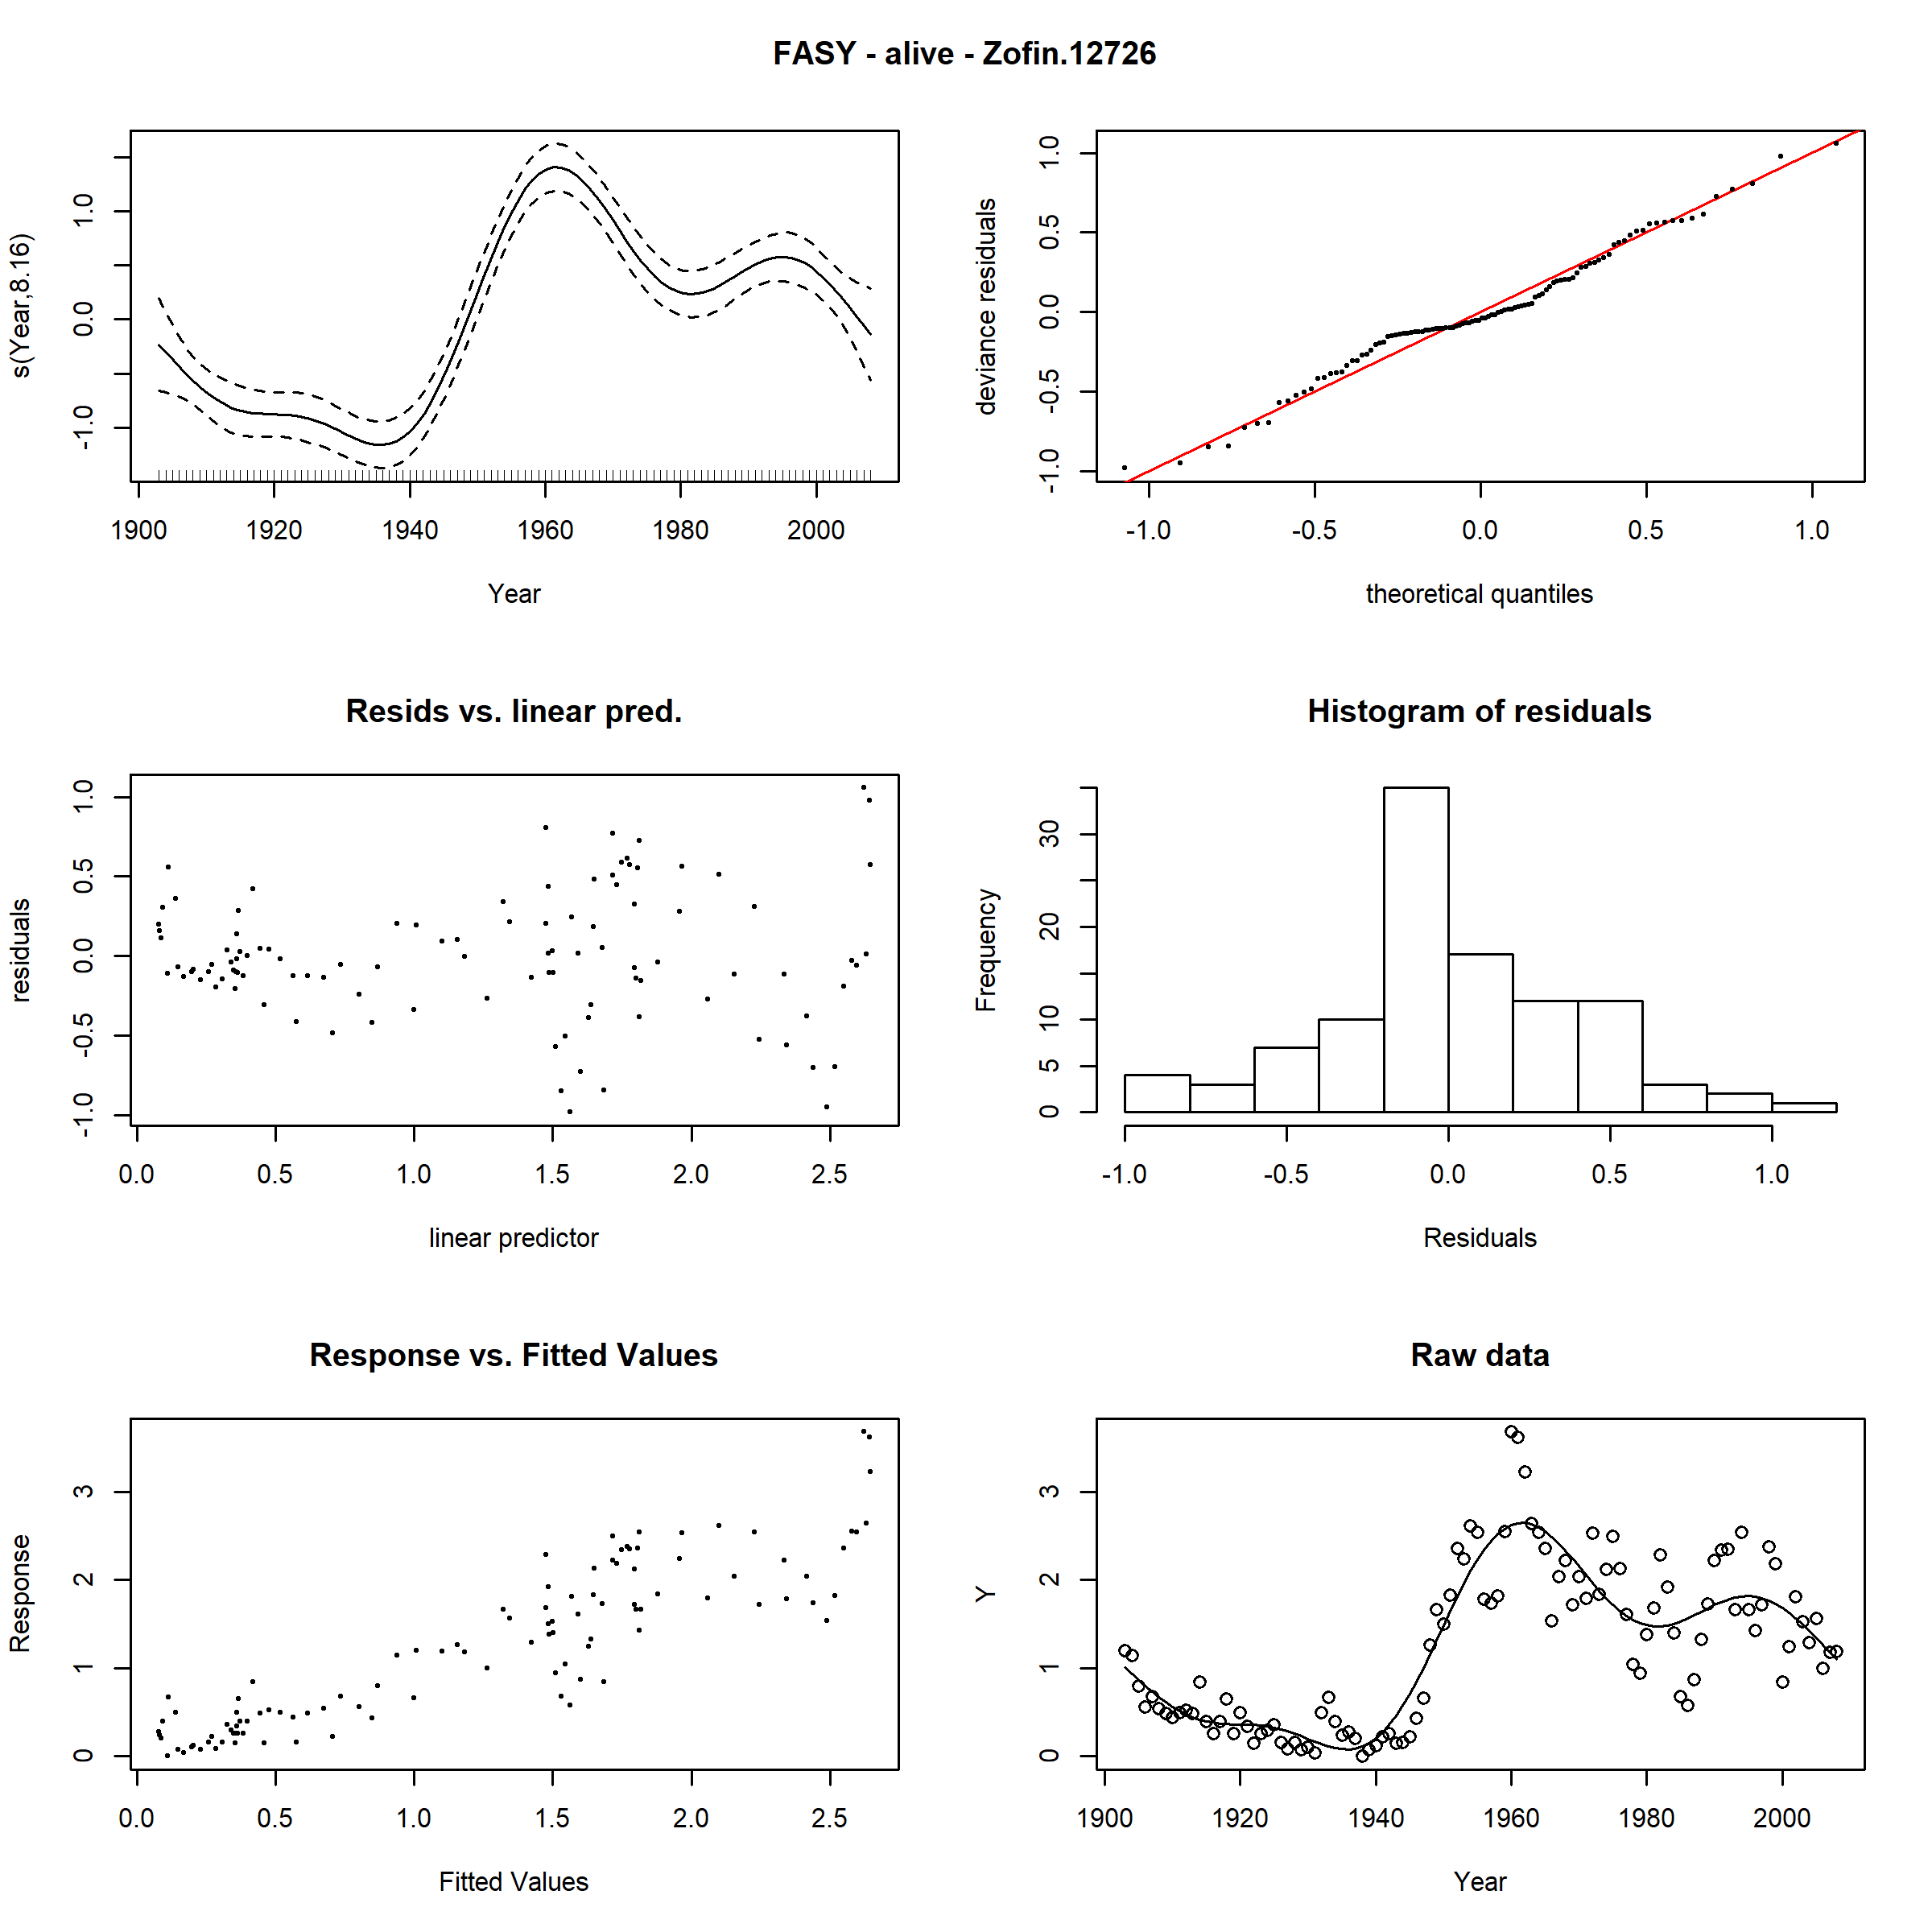 FASY - alive - Zofin.12726
s(Year,8.16)
-1.0 0.0 1.0
1900 1920 1940 1960 1980 2000
Year
deviance residuals
-1.0 -0.5 0.0 0.5 1.0
-1.0 -0.5 0.0 0.5 1.0
theoretical quantiles
Resids vs. linear pred.
residuals
-1.0 -0.5 0.0 0.5 1.0
0.0 0.5 1.0 1.5 2.0 2.5
linear predictor
Histogram of residuals
Frequency
0 5 10 20 30
-1.0 -0.5 0.0 0.5 1.0
Residuals
Response vs. Fitted Values
Response
0 1 2 3
0.0 0.5 1.0 1.5 2.0 2.5
Fitted Values
Raw data
Y
0 1 2 3
1900 1920 1940 1960 1980 2000
Year